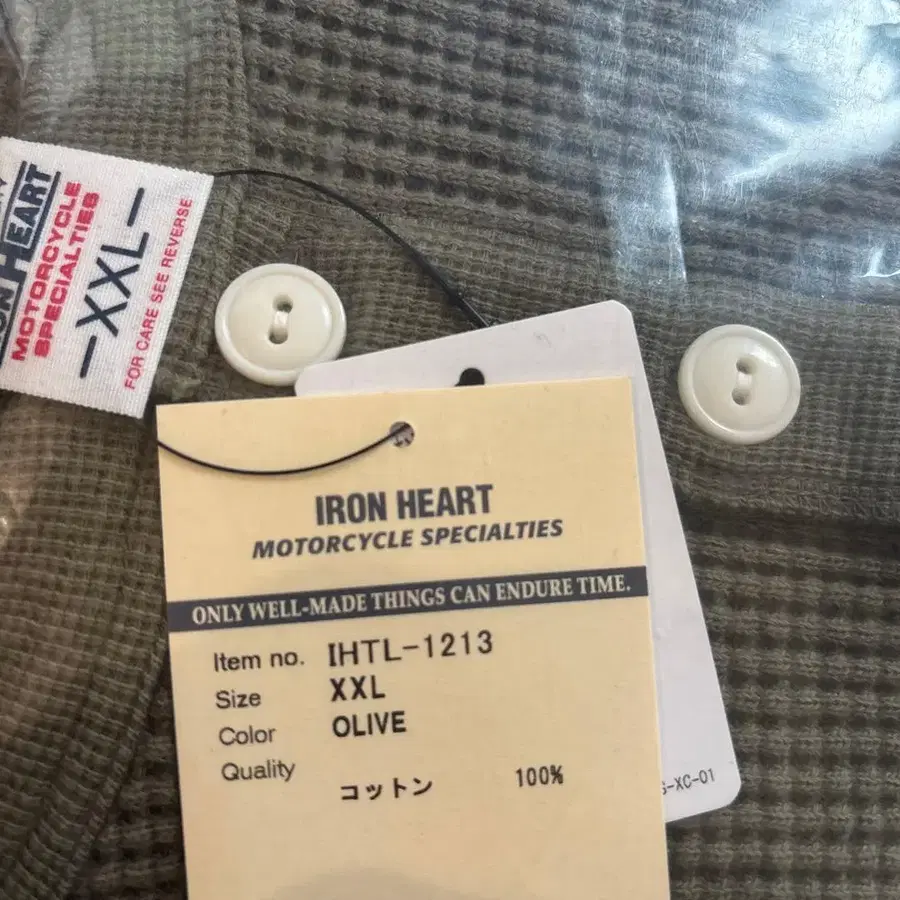 HEART
MOTORCYCLE
SPECIALTIES
-XXL-
FOR CARE SEE REVERSE
IRON HEART
MOTORCYCLE SPECIALTIES
ONLY WELL-MADE THINGS CAN ENDURE TIME.
Item no. IHTL-1213
Size XXL
Color OLIVE
Quality
コットン 100%
-XC-01